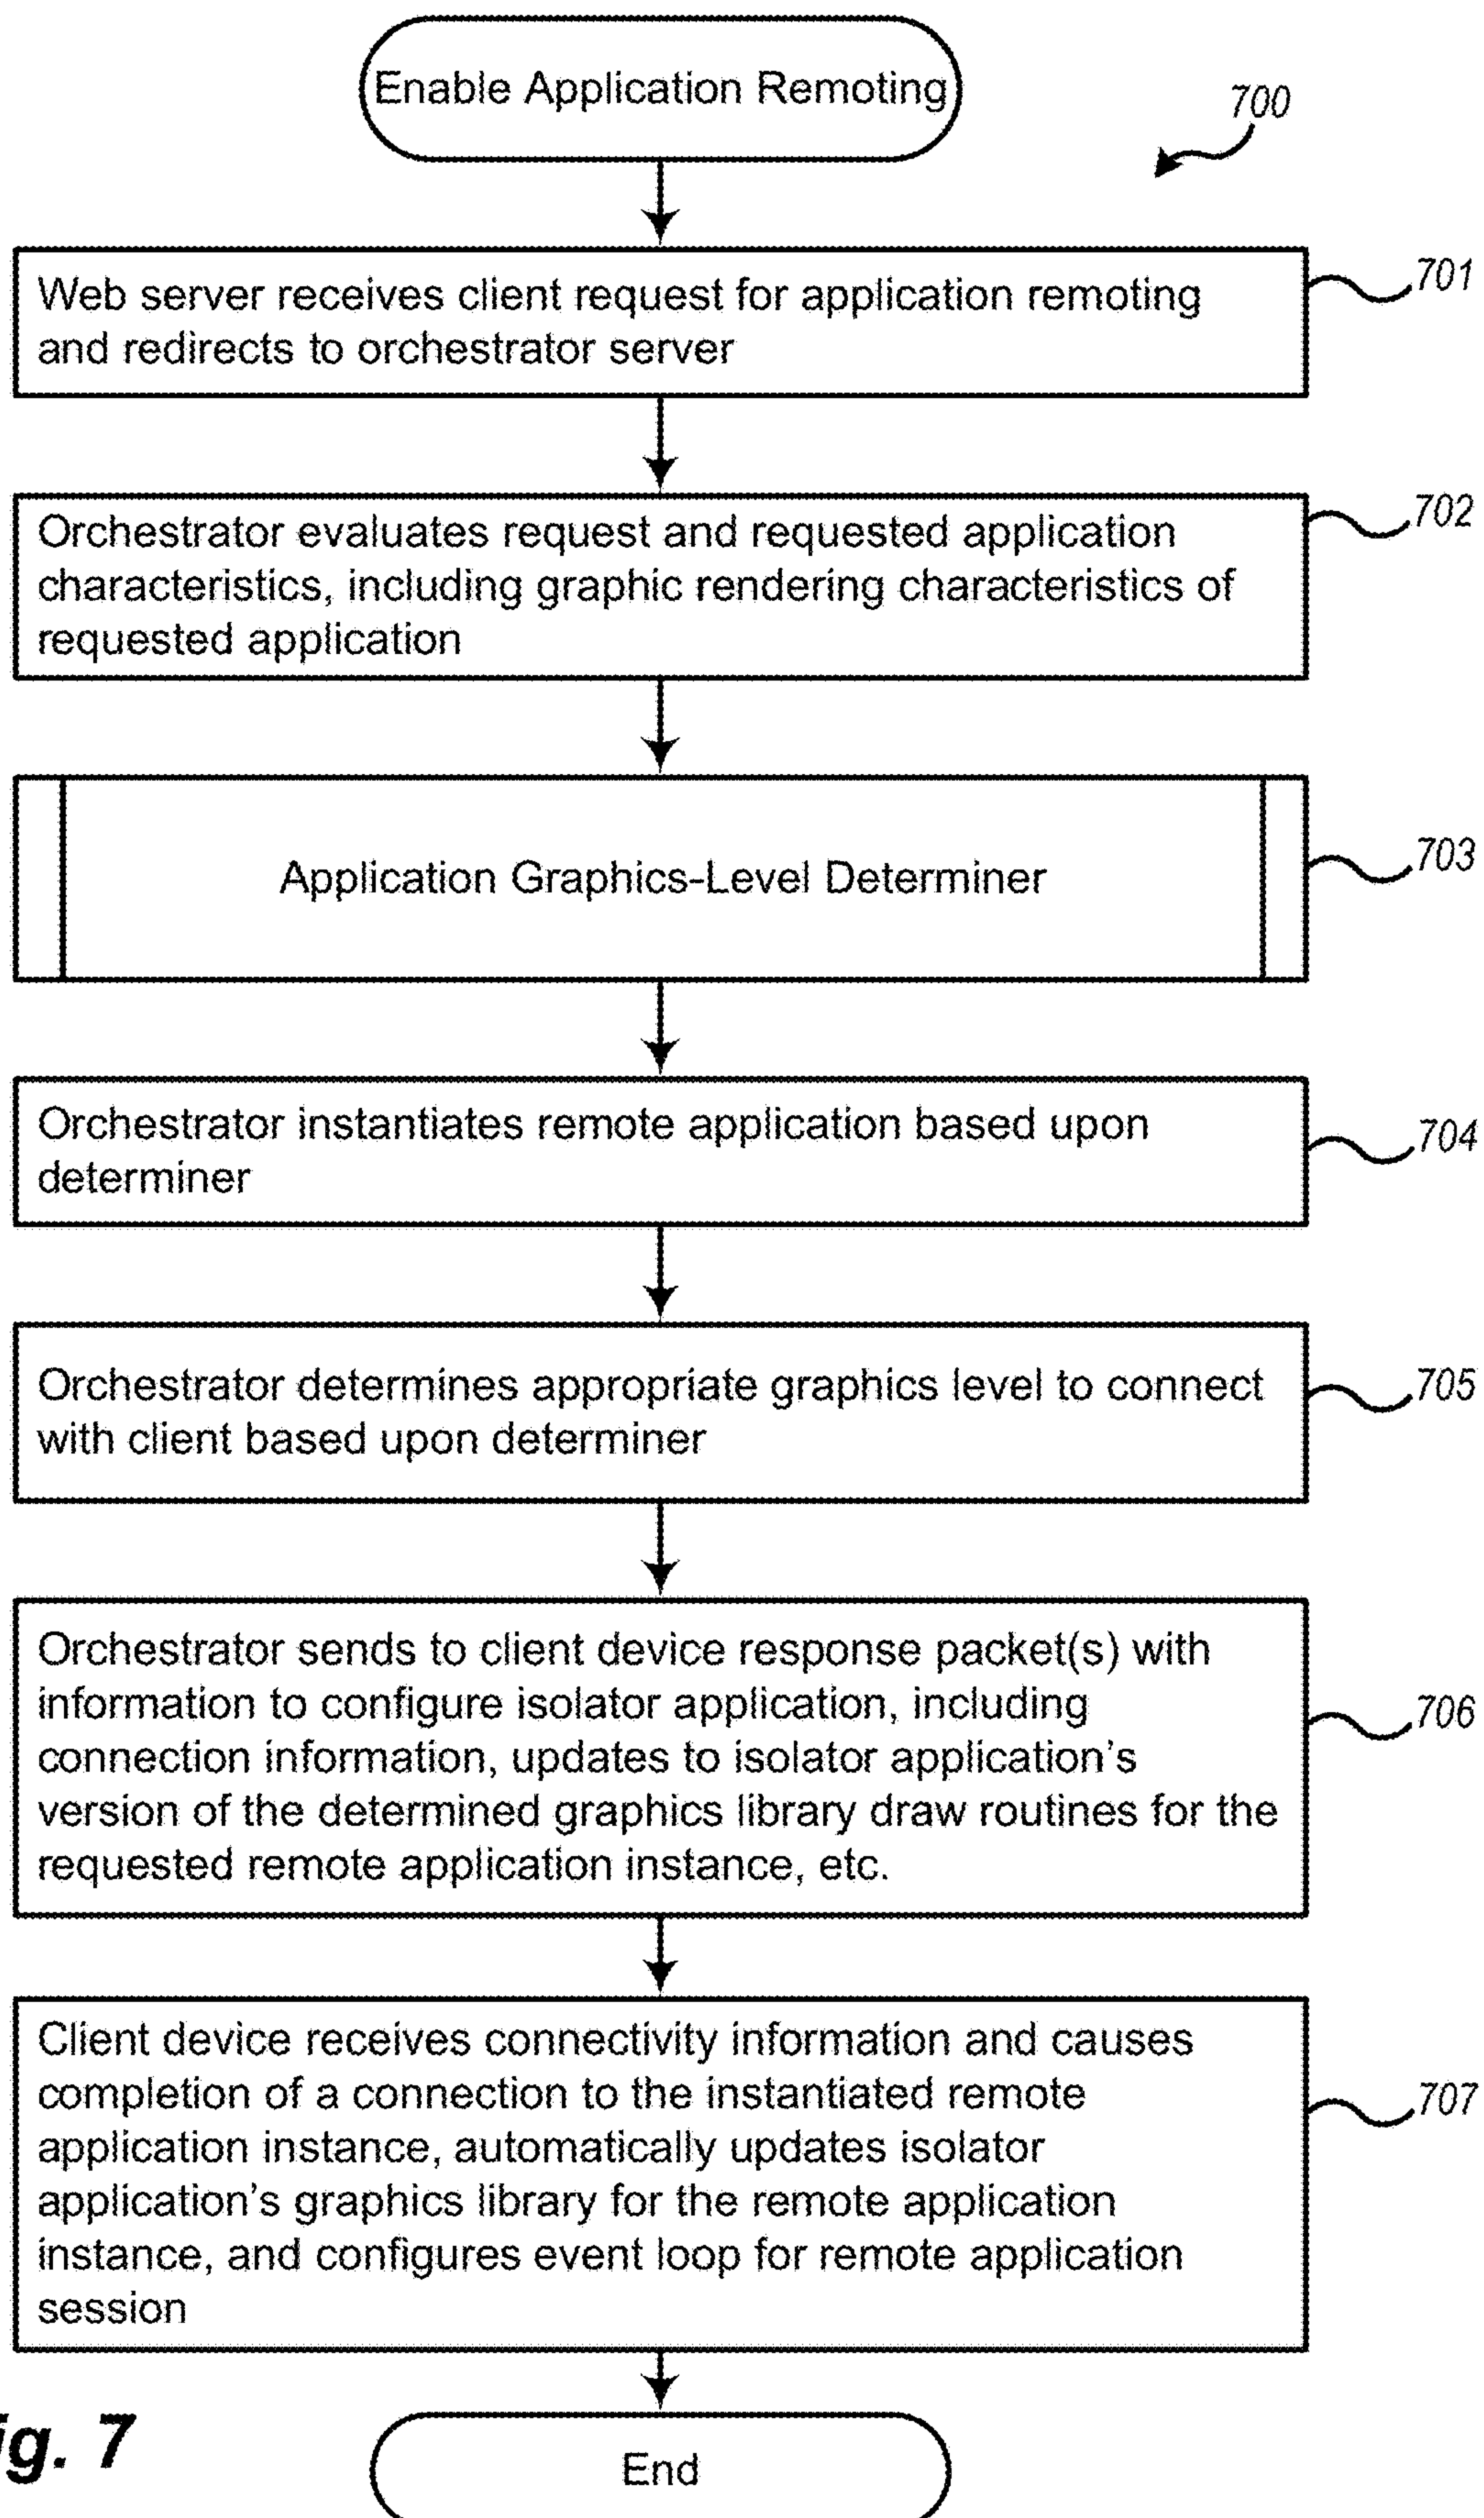 Enable Application Remoting
700
Web server receives client request for application remoting
and redirects to orchestrator server
701
Orchestrator evaluates request and requested application
characteristics, including graphic rendering characteristics of
requested application
702
Application Graphics-Level Determiner
703
Orchestrator instantiates remote application based upon
determiner
704
Orchestrator determines appropriate graphics level to connect
with client based upon determiner
705
Orchestrator sends to client device response packet(s) with
information to configure isolator application, including
connection information, updates to isolator application's
version of the determined graphics library draw routines for the
requested remote application instance, etc.
706
Client device receives connectivity information and causes
completion of a connection to the instantiated remote
application instance, automatically updates isolator
application's graphics library for the remote application
instance, and configures event loop for remote application
session
707
ig. 7
End